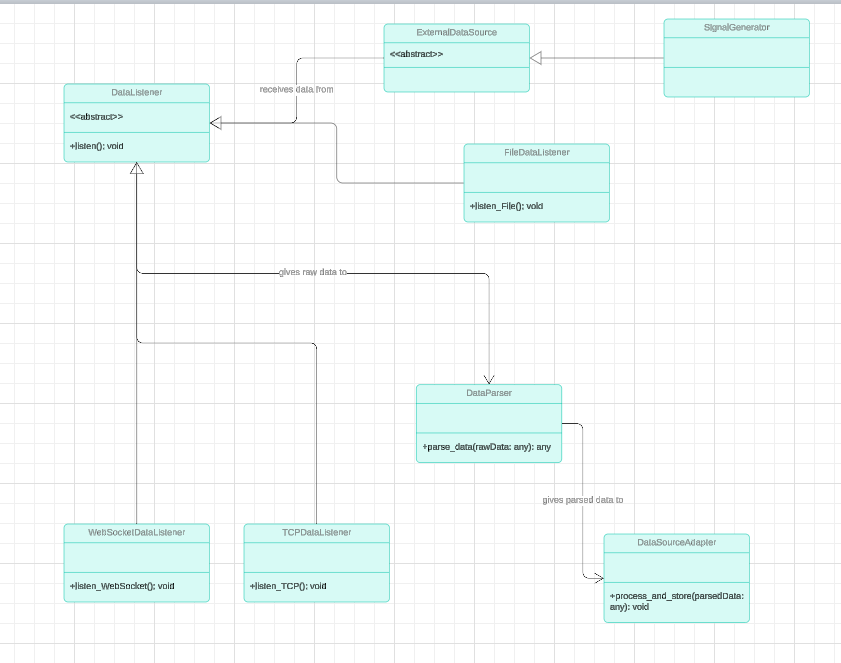 ExternalDataSource
<<abstract>>
SignalGenerator
receives data from
DataListener
<<abstract>>
+listen(); void
FileDataListener
+listen_File(); void
gives raw data to
DataParser
+parse_data(rawData: any): any
gives parsed data to
WebSocketDataListener
+listen_WebSocket(); void
TCPDataListener
+listen_TCP(); void
DataSourceAdapter
+process_and_store(parsedData:
any): void